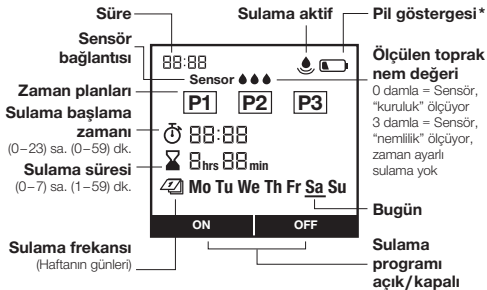 Süre
Sulama aktif
Pil göstergesi*
Sensör
bağlantısı
88:88
Sensor
Ölçülen toprak
nem değeri
0 damla = Sensör,
“kuruluk” ölçüyor
3 damla = Sensör,
“nemlilik” ölçüyor,
zaman ayarlı
sulama yok
Zaman planları
P1 P2 P3
Sulama başlama
zamanı
(0–23) sa. (0–59) dk.
88:88
Sulama süresi
(0–7) sa. (1–59) dk.
8hrs 88min
Mo Tu We Th Fr Sa Su
Bugün
ON OFF
Sulama frekansı
(Haftanın günleri)
Sulama
programı
açık/kapalı